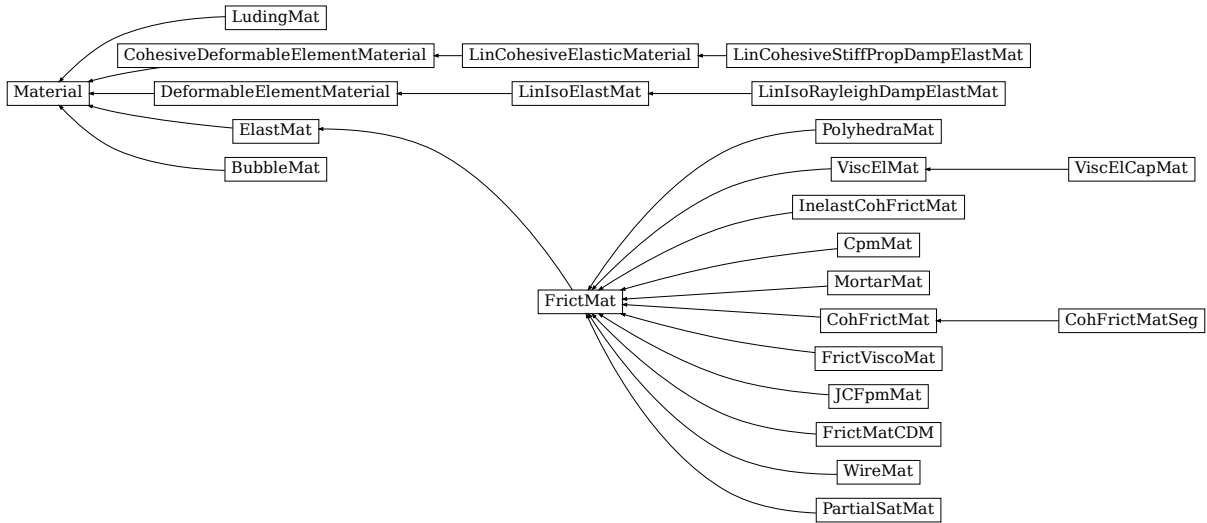 LudingMat
CohesiveDeformableElementMaterial LinCohesiveElasticMaterial LinCohesiveStiffPropDampElastMat
Material DeformableElementMaterial LinIsoElastMat LinIsoRayleighDampElastMat
ElastMat PolyhedraMat
BubbleMat ViscElMat ViscElCapMat
InelastCohFrictMat
CpmMat
MortarMat
FrictMat
CohFrictMat CohFrictMatSeg
FrictViscoMat
JCFpmMat
FrictMatCDM
WireMat
PartialSatMat